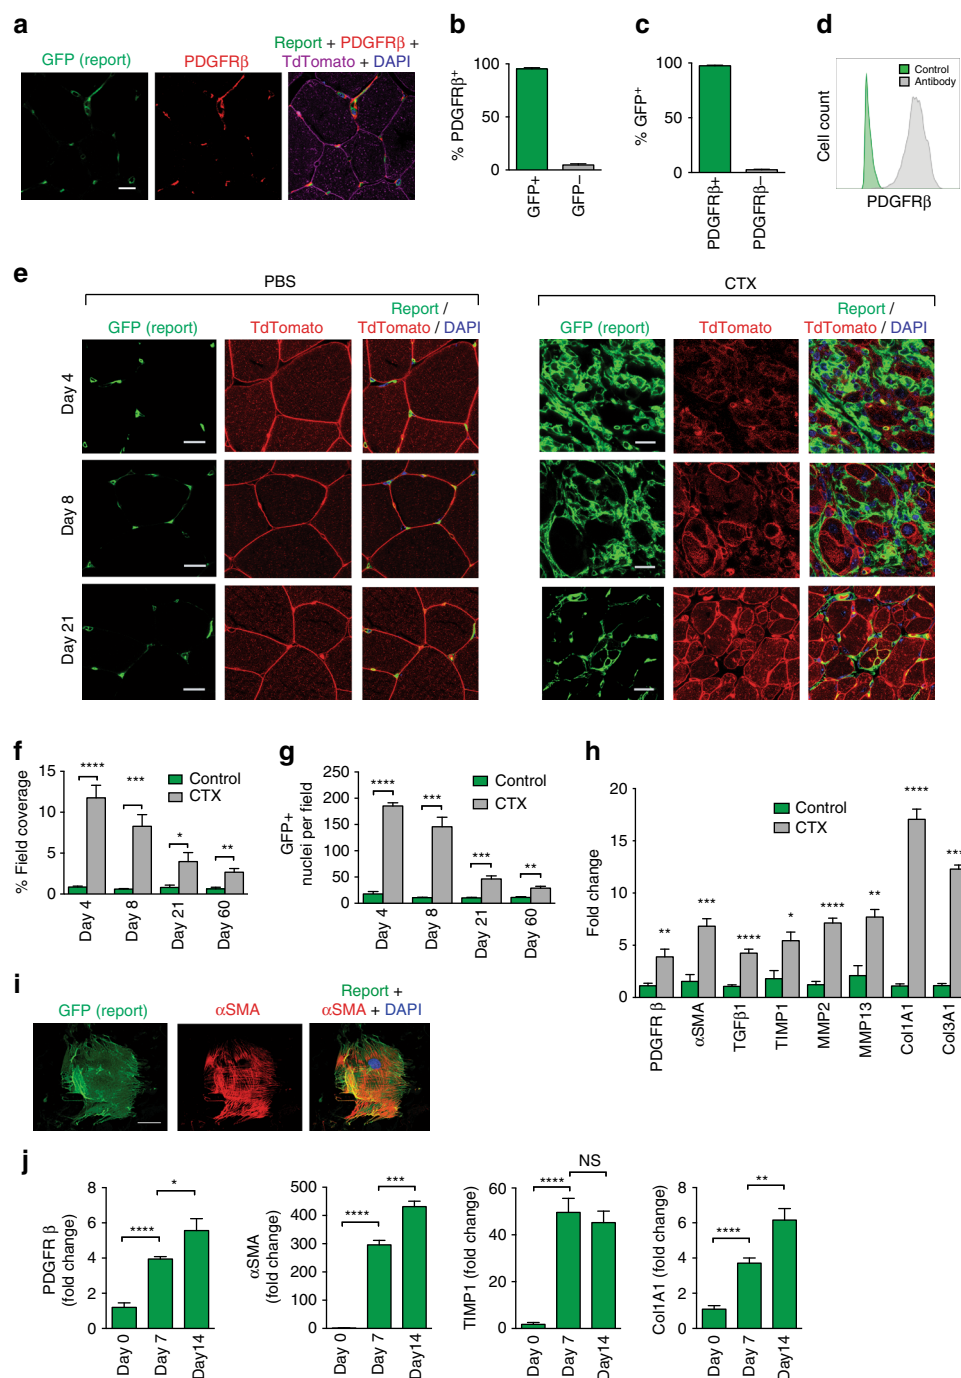 a
GFP (report)
PDGFRβ
Report + PDGFRβ +
TdTomato + DAPI
b
% PDGFRβ⁺
100
50
0
GFP+
GFP–
c
% GFP⁺
100
50
0
PDGFRβ+
PDGFRβ–
d
Control
Antibody
Cell count
PDGFRβ
e
PBS
GFP (report)
TdTomato
Report /
TdTomato / DAPI
CTX
GFP (report)
TdTomato
Report /
TdTomato / DAPI
Day 4
Day 8
Day 21
f
% Field coverage
15
10
5
0
****
***
*
**
Control
CTX
Day 4
Day 8
Day 21
Day 60
g
GFP+
nuclei per field
250
200
150
100
50
0
****
***
***
**
Control
CTX
Day 4
Day 8
Day 21
Day 60
h
Fold change
20
15
10
5
0
Control
CTX
**
***
****
*
****
**
****
***
PDGFR β
αSMA
TGFβ1
TIMP1
MMP2
MMP13
Col1A1
Col3A1
i
GFP (report)
αSMA
Report +
αSMA + DAPI
j
PDGFR β
(fold change)
8
6
4
2
0
****
*
Day 0
Day 7
Day14
αSMA
(fold change)
500
400
300
200
100
0
****
***
Day 0
Day 7
Day14
TIMP1 (fold change)
60
40
20
0
****
NS
Day 0
Day 7
Day 14
Col1A1 (fold change)
8
6
4
2
0
****
**
Day 0
Day 7
Day14